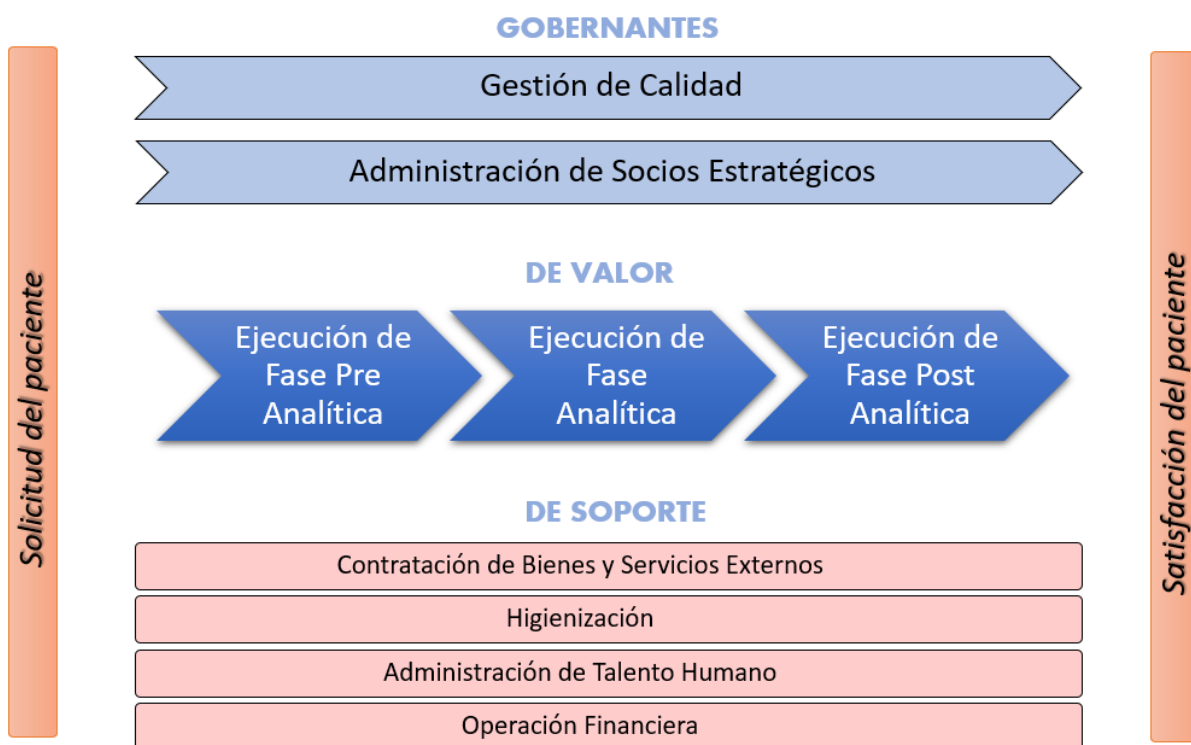 GOBERNANTES
Solicitud del paciente
Gestión de Calidad
Administración de Socios Estratégicos
DE VALOR
Ejecución de
Fase Pre
Analítica
Ejecución de
Fase
Analítica
Ejecución de
Fase Post
Analítica
DE SOPORTE
Contratación de Bienes y Servicios Externos
Higienización
Administración de Talento Humano
Operación Financiera
Satisfacción del paciente